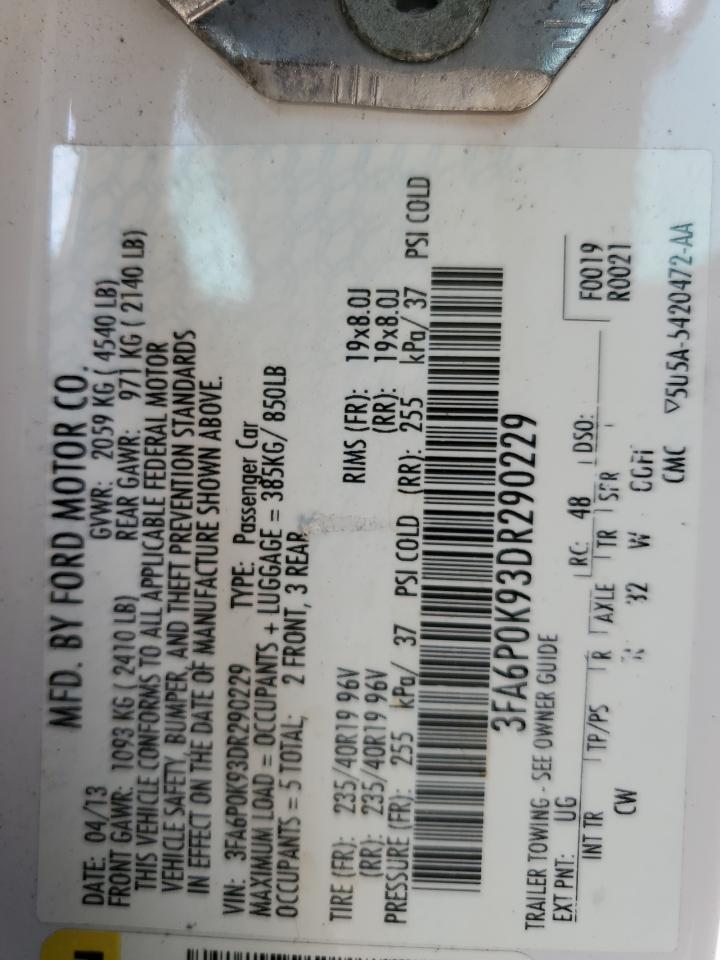 MFD. BY FORD MOTOR CO.
DATE: 04/13 GVWR: 2059 KG ( 4540 LB)
FRONT GAWR: 1093 KG ( 2410 LB) REAR GAWR: 971 KG ( 2140 LB)
THIS VEHICLE CONFORMS TO ALL APPLICABLE FEDERAL MOTOR
VEHICLE SAFETY, BUMPER, AND THEFT PREVENTION STANDARDS
IN EFFECT ON THE DATE OF MANUFACTURE SHOWN ABOVE.
VIN: 3FA6P0K93DR290229 TYPE: Passenger Car
MAXIMUM LOAD = OCCUPANTS + LUGGAGE = 385KG/ 850LB
OCCUPANTS = 5 TOTAL; 2 FRONT, 3 REAR
TIRE (FR): 235/40R19 96V RIMS (FR): 19x8.0J
(RR): 235/40R19 96V (RR): 19x8.0J
PRESSURE (FR): 255 kPa/ 37 PSI COLD (RR): 255 kPa/ 37 PSI COLD
3FA6P0K93DR290229
TRAILER TOWING - SEE OWNER GUIDE
EXT PNT: UG RC: 48 DSO: F0019
R0021
INT TR TP/PS R AXLE TR SPR
CW 32 W
CMC ▽5U5A-5420472-AA